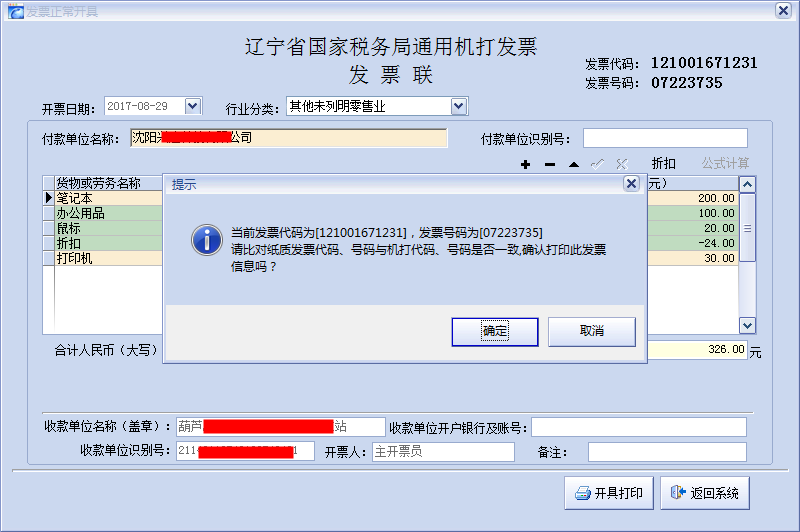 发票正常开具
辽宁省国家税务局通用机打发票
发 票 联
发票代码： 121001671231
发票号码： 07223735
开票日期： 2017-08-29 行业分类： 其他未列明零售业
付款单位名称： 沈阳 公司 付款单位识别号：
折扣 公式计算
货物或劳务名称 元）
笔记本 200.00
办公用品 100.00
鼠标 20.00
折扣 -24.00
打印机 30.00
提示
当前发票代码为[121001671231]，发票号码为[07223735]
请比对纸质发票代码、号码与机打代码、号码是否一致,确认打印此发票
信息吗？
确定 取消
合计人民币（大写） 326.00 元
收款单位名称（盖章）： 葫芦 站 收款单位开户银行及账号：
收款单位识别号： 211 开票人： 主开票员 备注：
开具打印 返回系统